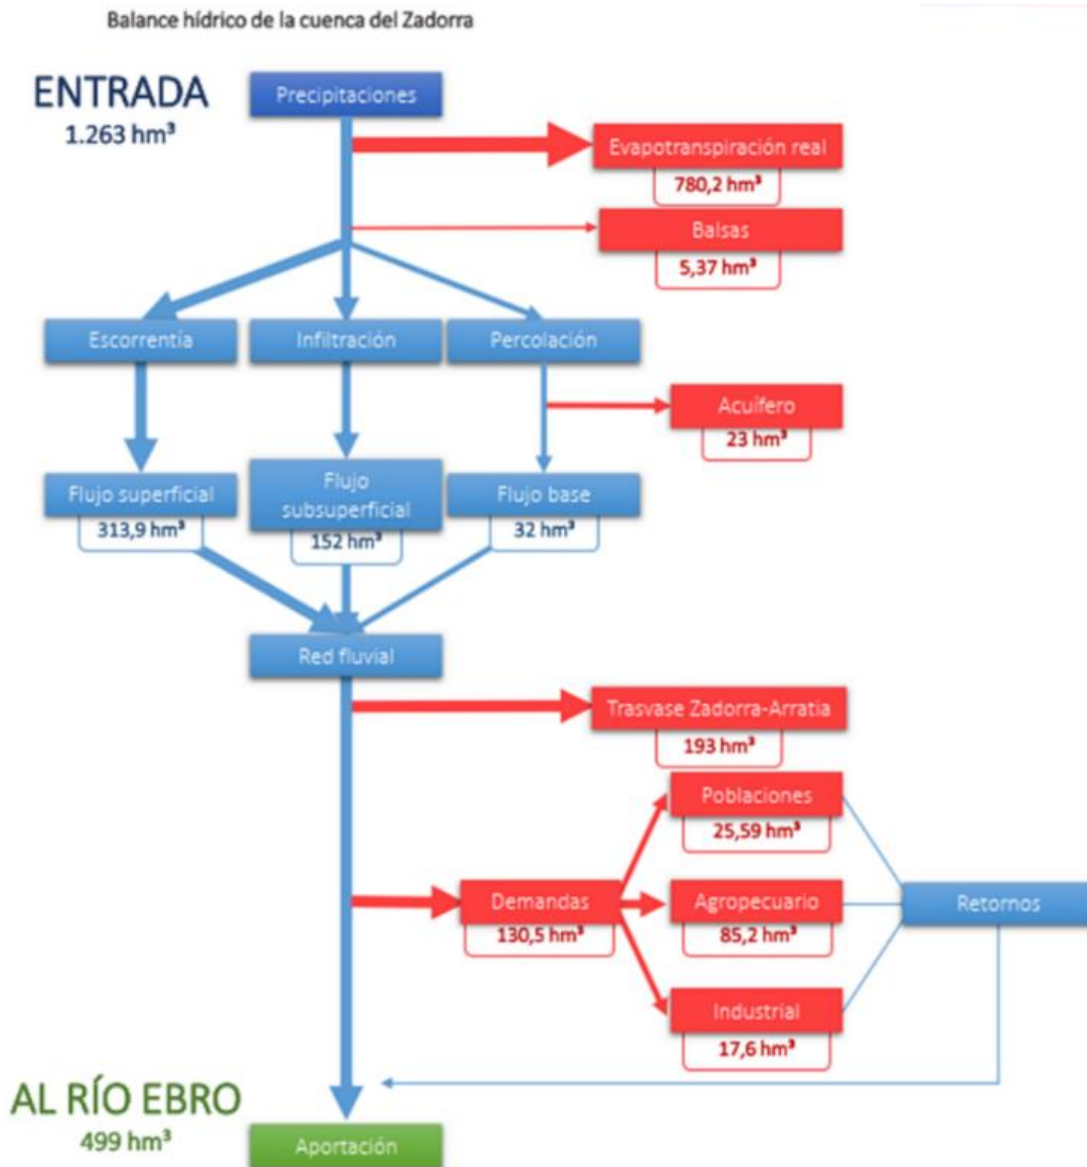 Balance hídrico de la cuenca del Zadorra
ENTRADA
1.263 hm³
Precipitaciones
Evapotranspiración real
780,2 hm³
Balsas
5,37 hm³
Escorrentía
Infiltración
Percolación
Acuífero
23 hm³
Flujo superficial
313,9 hm³
Flujo
subsuperficial
152 hm³
Flujo base
32 hm³
Red fluvial
Trasvase Zadorra-Arratia
193 hm³
Poblaciones
25,59 hm³
Demandas
130,5 hm³
Agropecuario
85,2 hm³
Retornos
Industrial
17,6 hm³
AL RÍO EBRO
499 hm³
Aportación